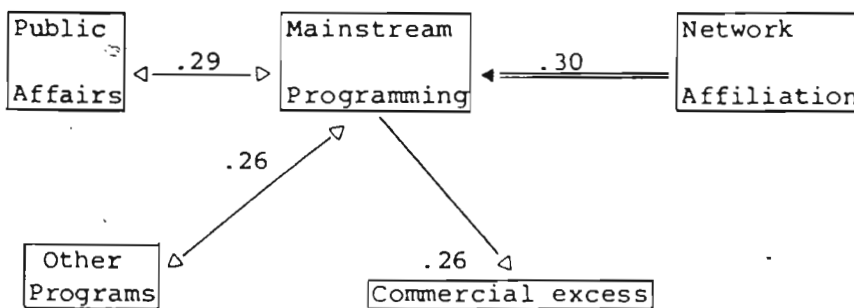 Public
Affairs
.29
Mainstream
Programming
.30
Network
Affiliation
.26
Other
Programs
.26
Commercial excess